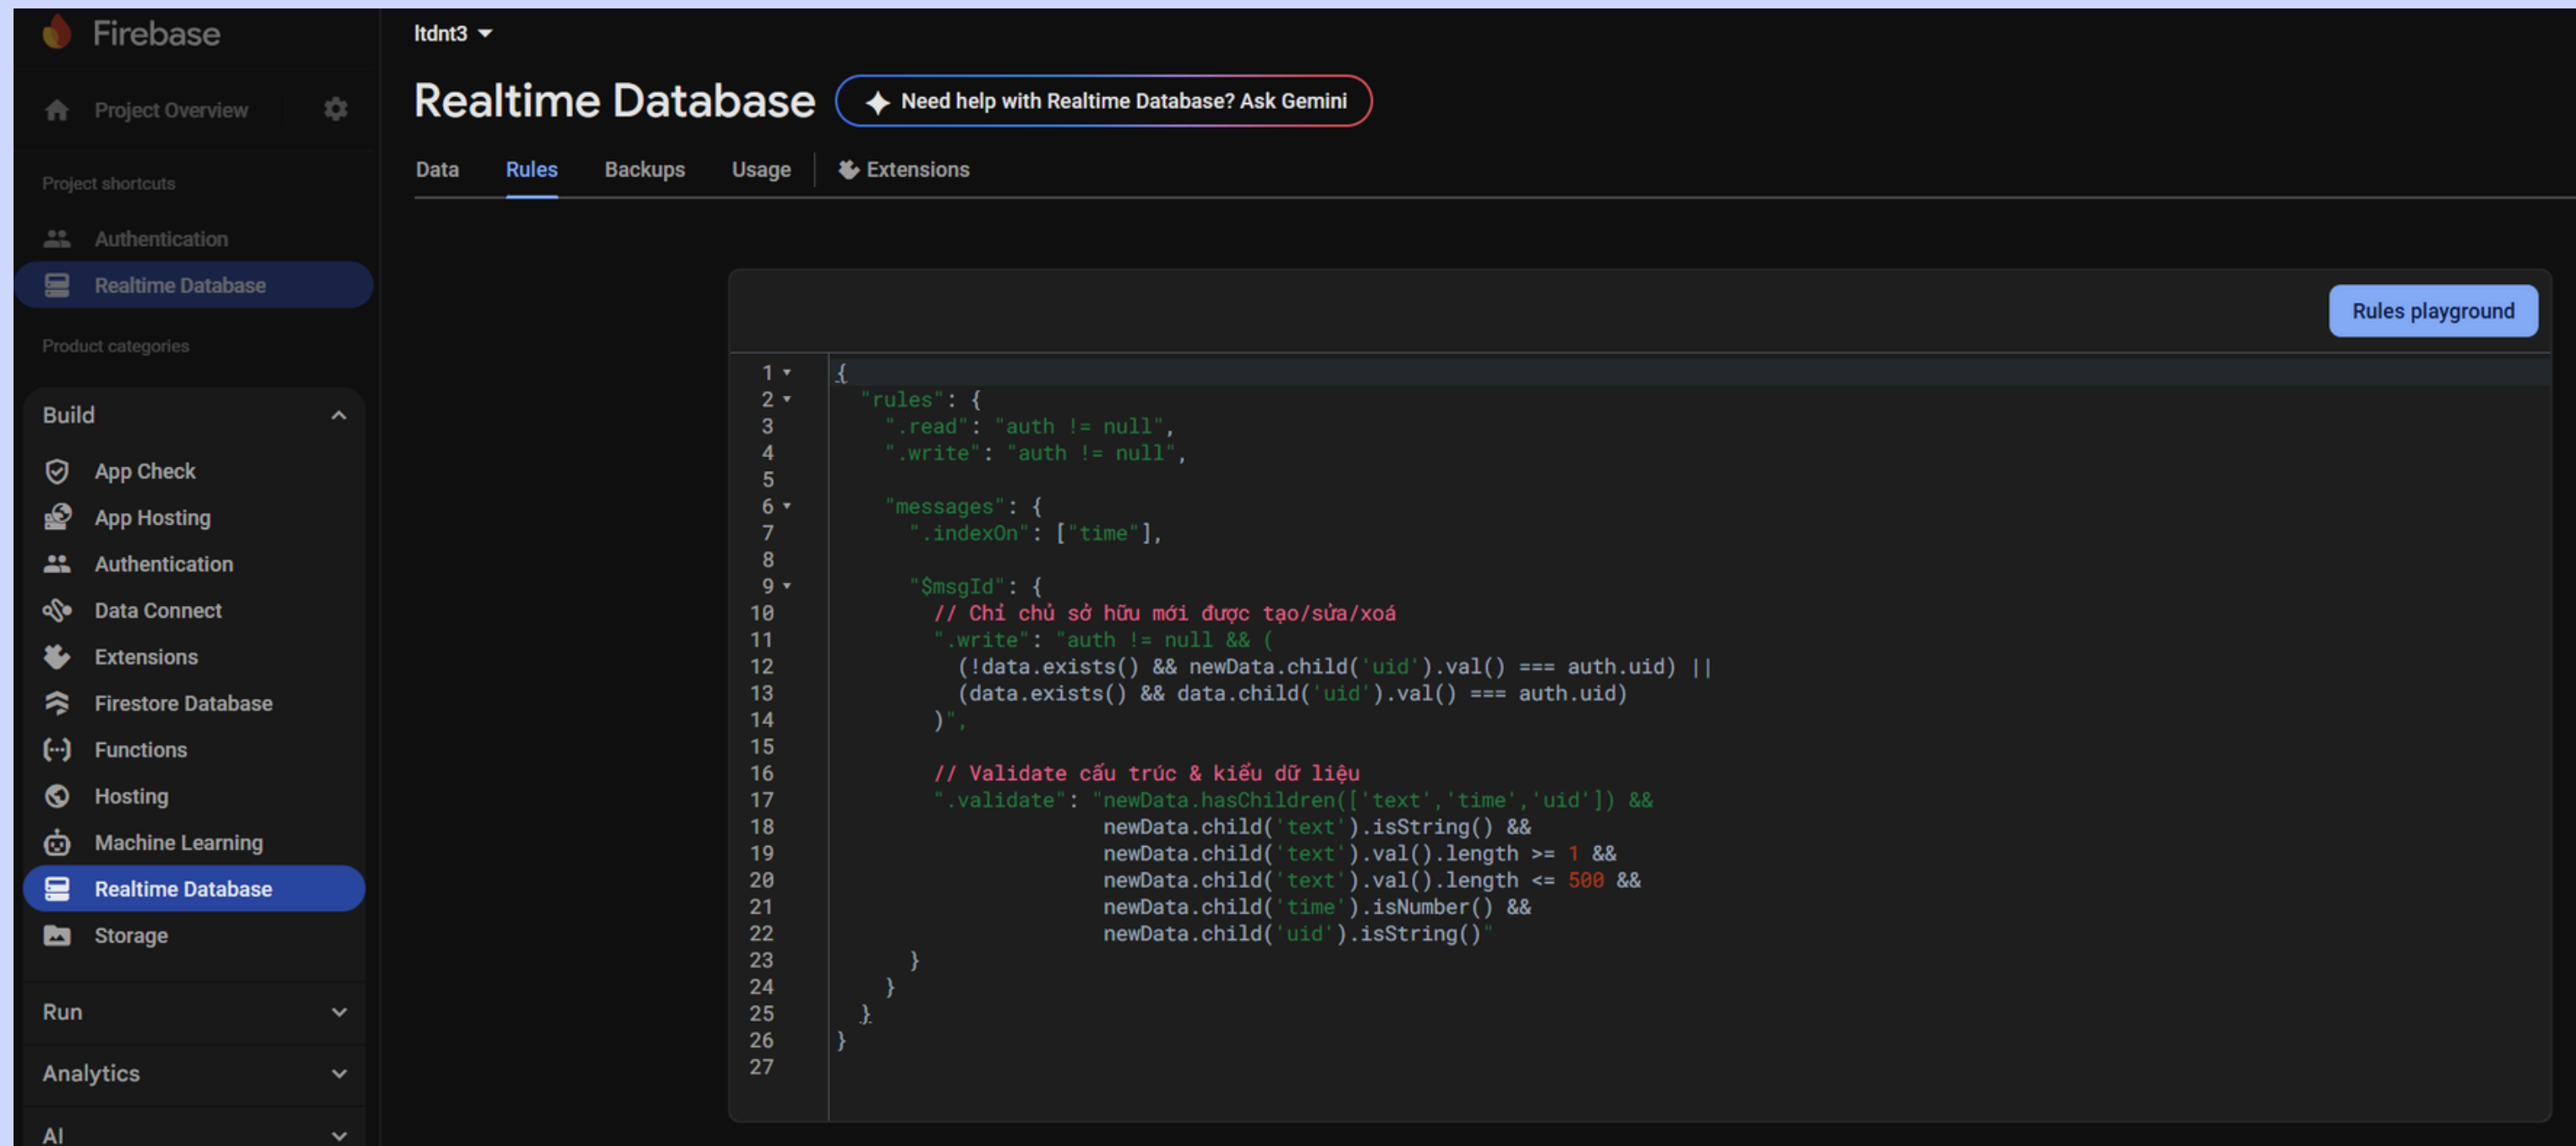 Firebase
Project Overview
Project shortcuts
Authentication
Realtime Database
Product categories
Build
App Check
App Hosting
Authentication
Data Connect
Extensions
Firestore Database
Functions
Hosting
Machine Learning
Realtime Database
Storage
Run
Analytics
AI
ltdnt3
Realtime Database
Need help with Realtime Database? Ask Gemini
Data Rules Backups Usage Extensions
Rules playground
1 {
2 "rules": {
3 ".read": "auth != null",
4 ".write": "auth != null",
5
6 "messages": {
7 ".indexOn": ["time"],
8
9 "$msgId": {
10 // Chỉ chủ sở hữu mới được tạo/sửa/xoá
11 ".write": "auth != null && (
12 (!data.exists() && newData.child('uid').val() === auth.uid) ||
13 (data.exists() && data.child('uid').val() === auth.uid)
14 )",
15
16 // Validate cấu trúc & kiểu dữ liệu
17 ".validate": "newData.hasChildren(['text','time','uid']) &&
18 newData.child('text').isString() &&
19 newData.child('text').val().length >= 1 &&
20 newData.child('text').val().length <= 500 &&
21 newData.child('time').isNumber() &&
22 newData.child('uid').isString()"
23 }
24 }
25 }
26 }
27